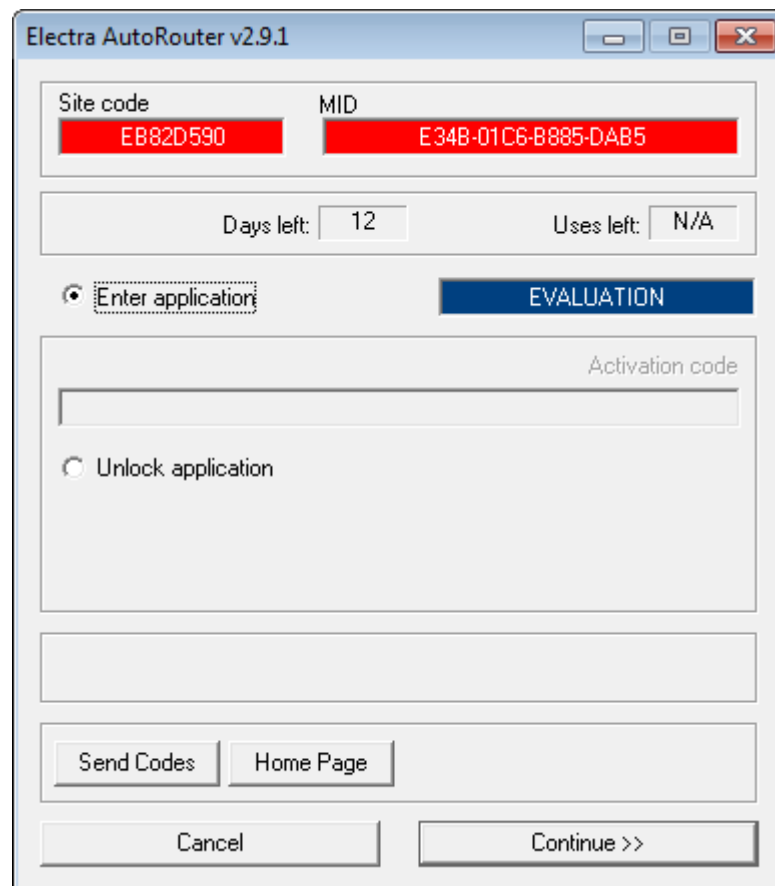 Electra AutoRouter v2.9.1
Site code MID
EB82D590 E34B-01C6-B885-DAB5
Days left: 12 Uses left: N/A
Enter application EVALUATION
Activation code
Unlock application
Send Codes Home Page
Cancel Continue >>